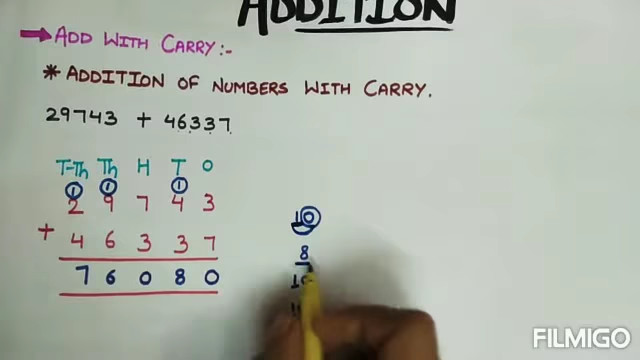 ADDITION
ADD WITH CARRY:-
* ADDITION OF NUMBERS WITH CARRY.
29743 + 46337
T-Th Th H T O
1 1 1
2 9 7 4 3
+ 4 6 3 3 7
7 6 0 8 0
10
8
10
FILMIGO